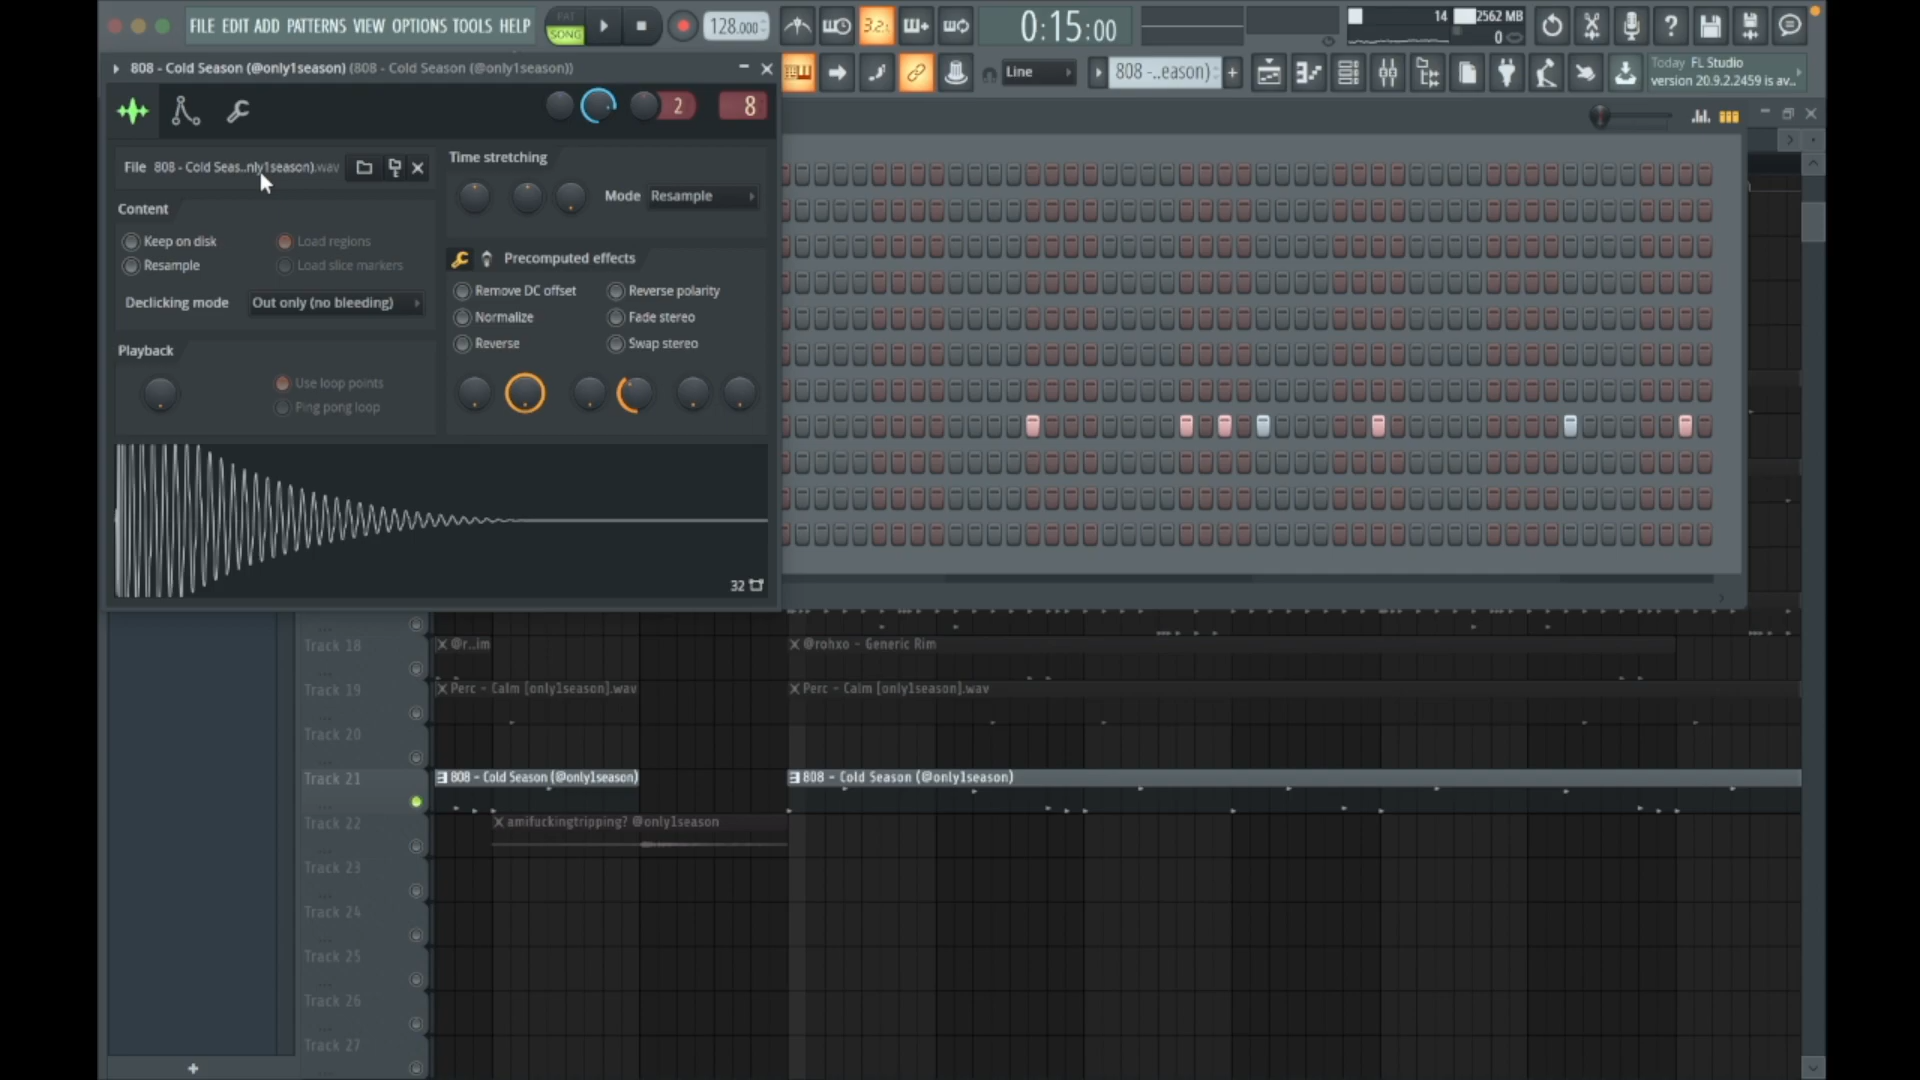 FILE EDIT ADD PATTERNS VIEW OPTIONS TOOLS HELP
PAT
SONG
128.000
3.2.
0:15:00
14
2562 MB
0
808 - Cold Season (@only1season) (808 - Cold Season (@only1season))
Line
808 -..eason)
Today FL Studio
version 20.9.2.2459 is av..
2
8
File 808 - Cold Seas..nly1season).wav
Time stretching
Mode Resample
Content
Keep on disk
Load regions
Resample
Load slice markers
Declicking mode Out only (no bleeding)
Precomputed effects
Remove DC offset
Reverse polarity
Normalize
Fade stereo
Reverse
Swap stereo
Playback
Use loop points
Ping pong loop
32
Track 18
@r..im
@rohxo - Generic Rim
Track 19
Perc - Calm [only1season].wav
Perc - Calm [only1season].wav
Track 20
Track 21
808 - Cold Season (@only1season)
808 - Cold Season (@only1season)
Track 22
amifuckingtripping? @only1season
Track 23
Track 24
Track 25
Track 26
Track 27